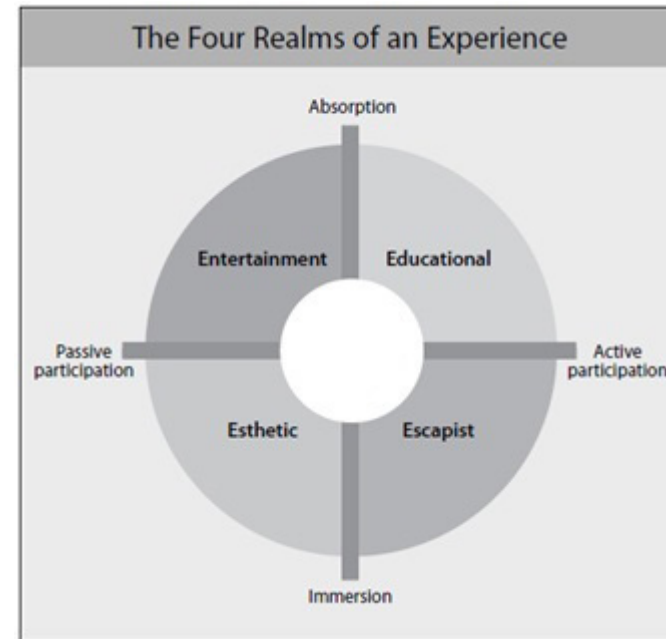 The Four Realms of an Experience
Absorption
Entertainment
Educational
Passive
participation
Active
participation
Esthetic
Escapist
Immersion